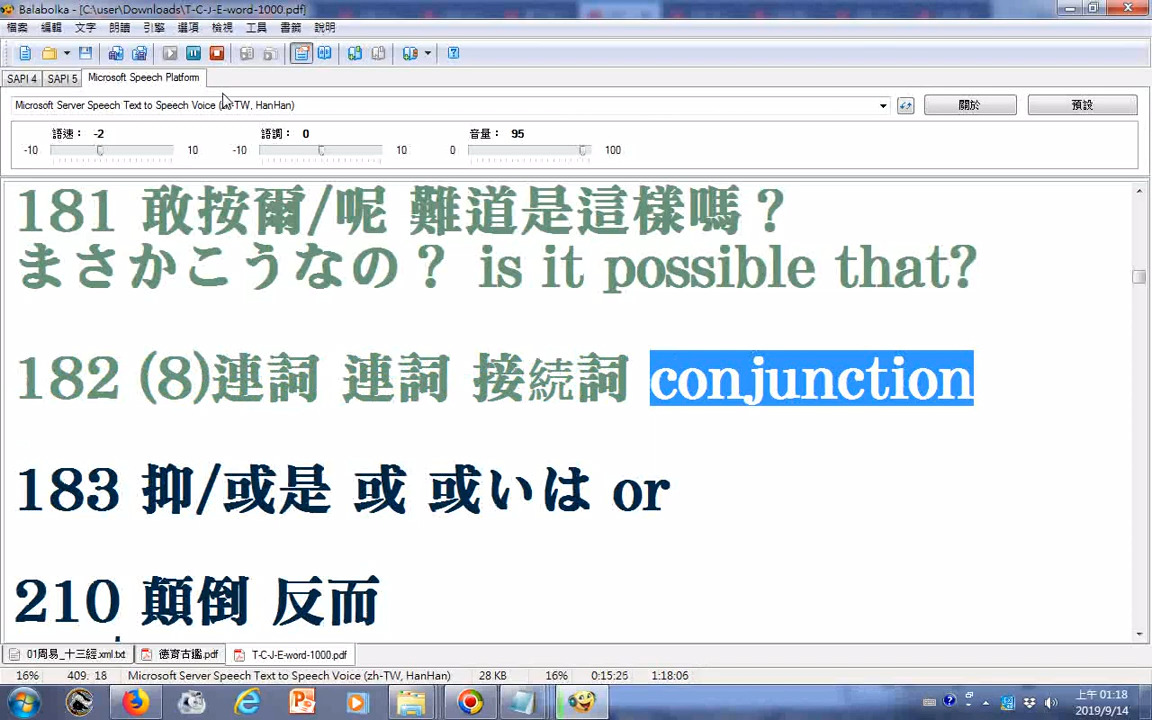 Balabolka - [C:\user\Downloads\T-C-J-E-word-1000.pdf]
檔案 編輯 文字 朗讀 引擎 選項 檢視 工具 書籤 說明
SAPI 4 SAPI 5 Microsoft Speech Platform
Microsoft Server Speech Text to Speech Voice (zh-TW, HanHan) 關於 預設
語速： -2 語調： 0 音量： 95
-10 10 -10 10 0 100
181 敢按爾/呢 難道是這樣嗎？
まさかこうなの？ is it possible that?
182 (8)連詞 連詞 接続詞 conjunction
183 抑/或是 或 或いは or
210 顛倒 反而
01周易_十三經.xml.txt 德育古鑑.pdf T-C-J-E-word-1000.pdf
16% 409. 18 Microsoft Server Speech Text to Speech Voice (zh-TW, HanHan) 28 KB 16% 0:15:25 1:18:06
上午 01:18
2019/9/14